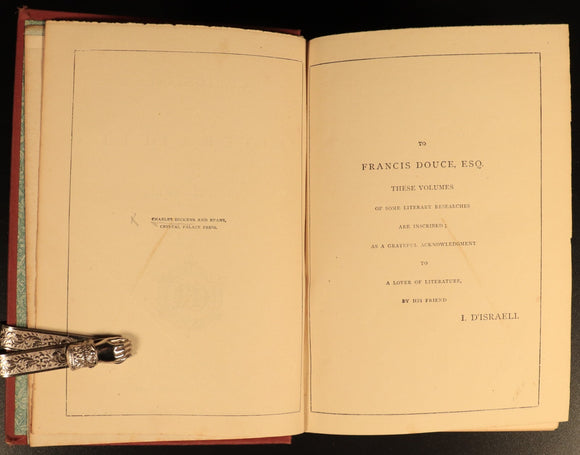 CHARLES DICKENS AND EVANS,
CRYSTAL PALACE PRESS.
TO
FRANCIS DOUCE, ESQ.
THESE VOLUMES
OF SOME LITERARY RESEARCHES
ARE INSCRIBED;
AS A GRATEFUL ACKNOWLEDGMENT
TO
A LOVER OF LITERATURE,
BY HIS FRIEND
I. D'ISRAELI.